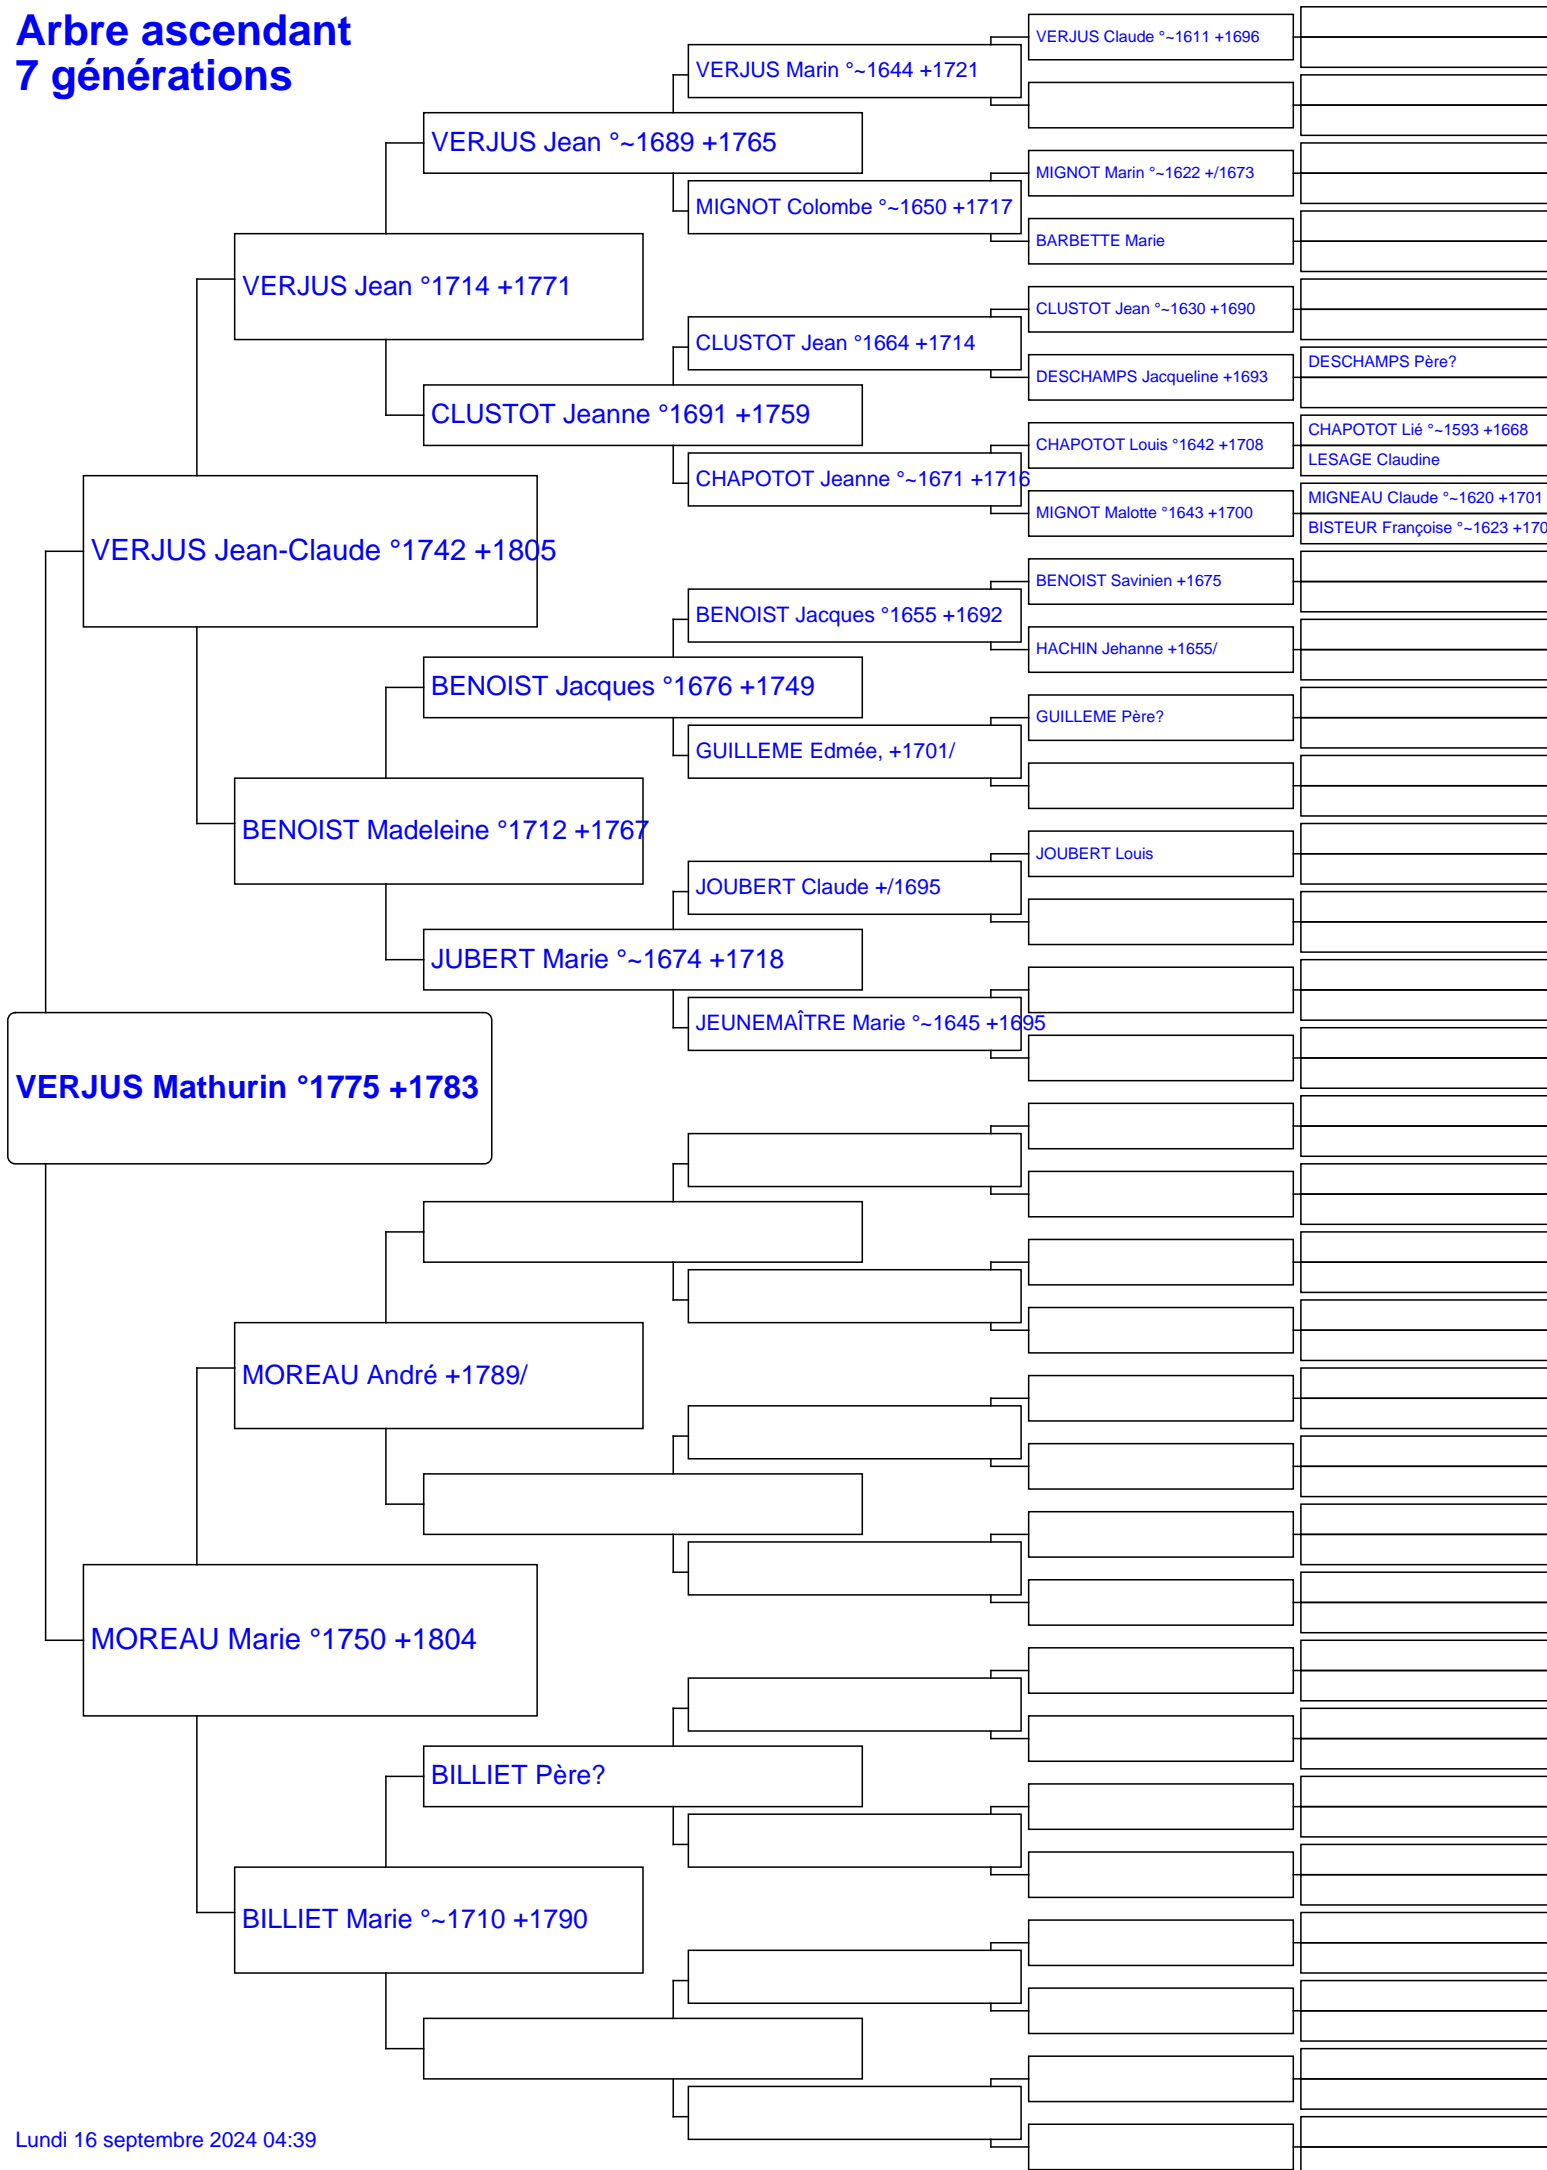 Arbre ascendant
7 générations
VERJUS Claude °~1611 +1696
VERJUS Marin °~1644 +1721
VERJUS Jean °~1689 +1765
MIGNOT Marin °~1622 +/1673
MIGNOT Colombe °~1650 +1717
BARBETTE Marie
VERJUS Jean °1714 +1771
CLUSTOT Jean °~1630 +1690
CLUSTOT Jean °1664 +1714
DESCHAMPS Père?
DESCHAMPS Jacqueline +1693
CLUSTOT Jeanne °1691 +1759
CHAPOTOT Lié °~1593 +1668
CHAPOTOT Louis °1642 +1708
LESAGE Claudine
CHAPOTOT Jeanne °~1671 +1716
MIGNEAU Claude °~1620 +1701
MIGNOT Malotte °1643 +1700
BISTEUR Françoise °~1623 +170
VERJUS Jean-Claude °1742 +1805
BENOIST Savinien +1675
BENOIST Jacques °1655 +1692
HACHIN Jehanne +1655/
BENOIST Jacques °1676 +1749
GUILLEME Père?
GUILLEME Edmée, +1701/
BENOIST Madeleine °1712 +1767
JOUBERT Louis
JOUBERT Claude +/1695
JUBERT Marie °~1674 +1718
JEUNEMAÎTRE Marie °~1645 +1695
VERJUS Mathurin °1775 +1783
MOREAU André +1789/
MOREAU Marie °1750 +1804
BILLIET Père?
BILLIET Marie °~1710 +1790
Lundi 16 septembre 2024 04:39